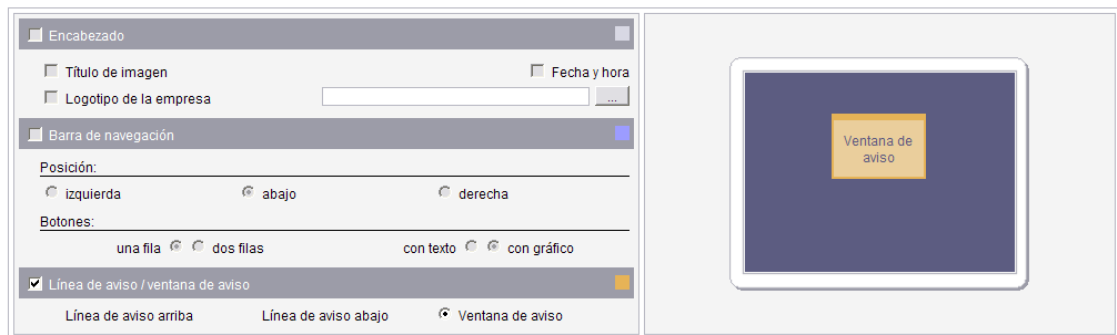 Encabezado
Título de imagen
Fecha y hora
Logotipo de la empresa
...
Barra de navegación
Posición:
izquierda
abajo
derecha
Botones:
una fila
dos filas
con texto
con gráfico
Línea de aviso / ventana de aviso
Línea de aviso arriba
Línea de aviso abajo
Ventana de aviso
Ventana de
aviso